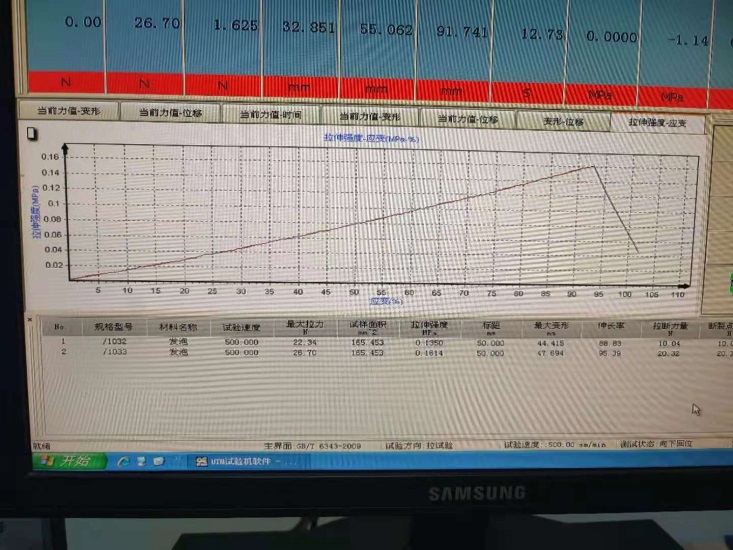 0.00 26.70 1.625 32.851 55.062 91.741 12.73 0.0000 -1.14
N N N mm mm mm S MPa MPa
当前力值-变形 当前力值-位移 当前力值-时间 当前力值-变形 当前力值-位移 变形-位移 拉伸强度-应变
拉伸强度-应变(MPa-%)
0.16
0.14
0.12
0.1
0.08
0.06
0.04
0.02
拉伸强度(MPa)
5 10 15 20 25 30 35 40 45 50 55 60 65 70 75 80 85 90 95 100 105 110
应变(%)
No 规格型号 材料名称 试验速度 最大拉力 试样面积 拉伸强度 标距 最大变形 伸长率 拉断力量
N MPa mm mm N
1 /1032 发泡 500.000 22.34 165.453 0.1350 50.000 44.415 88.83 10.04
2 /1033 发泡 500.000 26.70 165.453 0.1614 50.000 47.694 95.39 20.32
就绪 主界面:GB/T 6343-2009 试验方向:拉试验 试验速度:500.00 mm/min 测试状态:
开始 UTM试验机软件 - ...
SAMSUNG